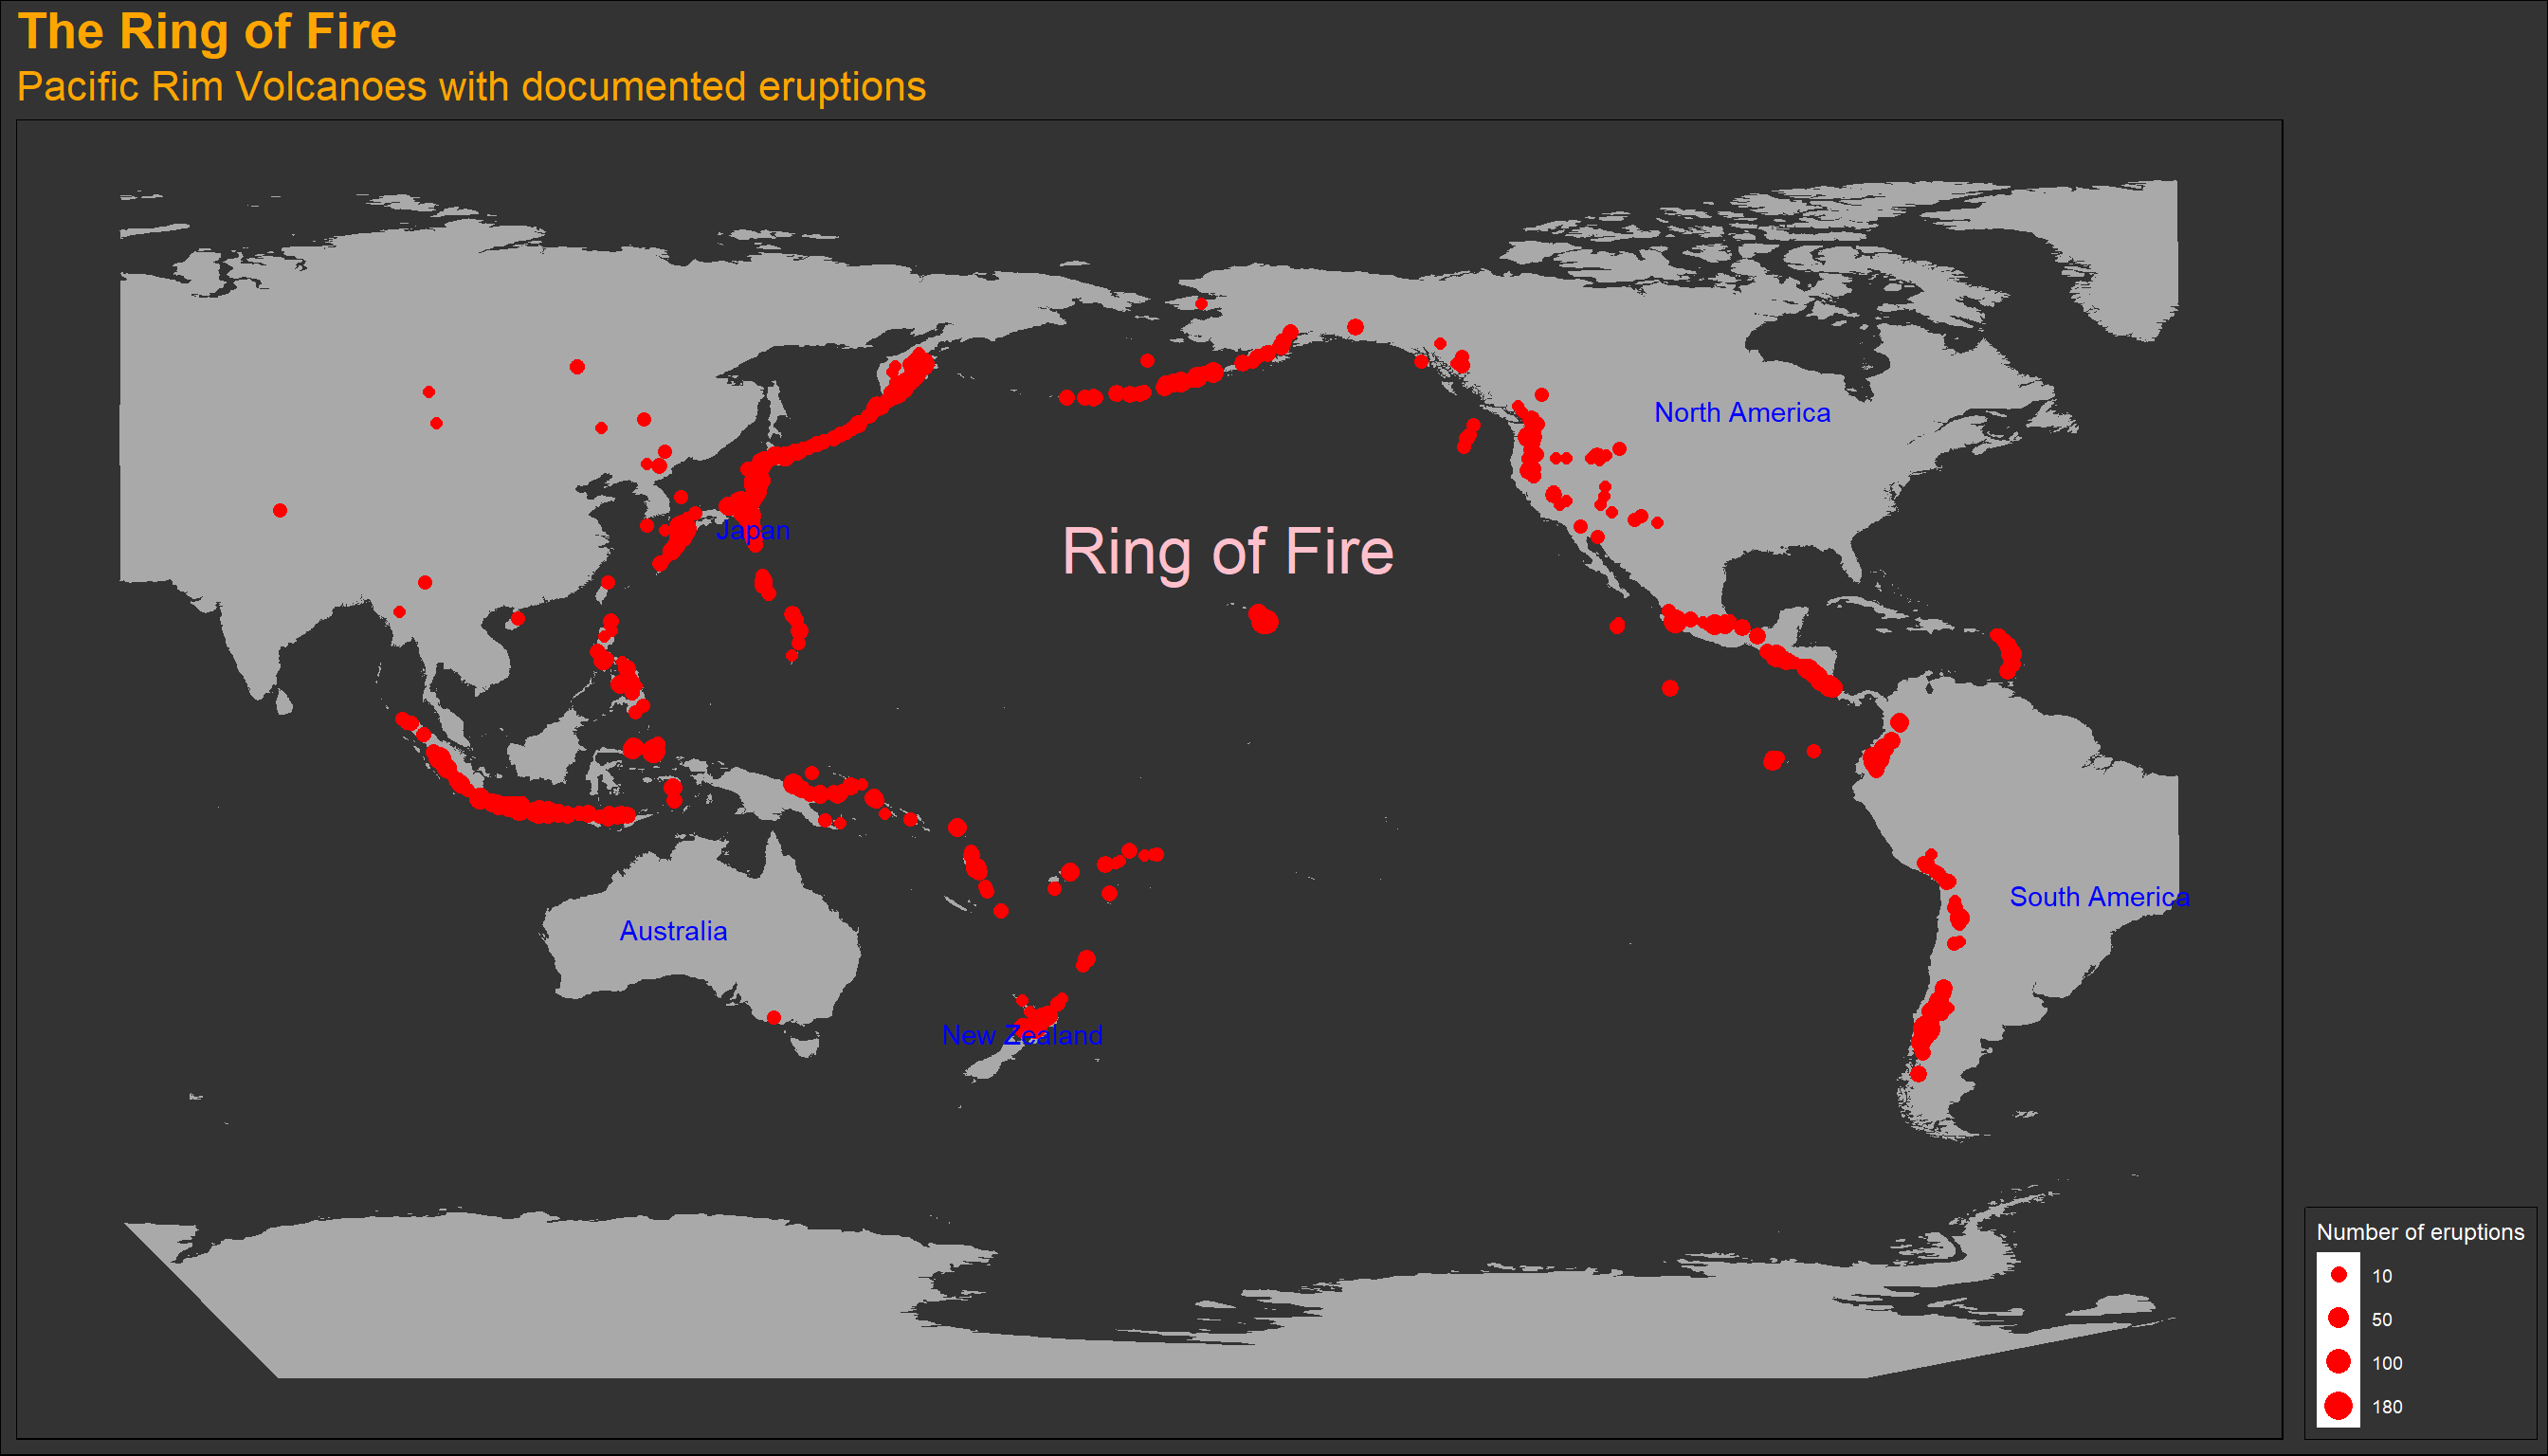 The Ring of Fire
Pacific Rim Volcanoes with documented eruptions
North America
Japan
Ring of Fire
South America
Australia
New Zealand
Number of eruptions
10
50
100
180